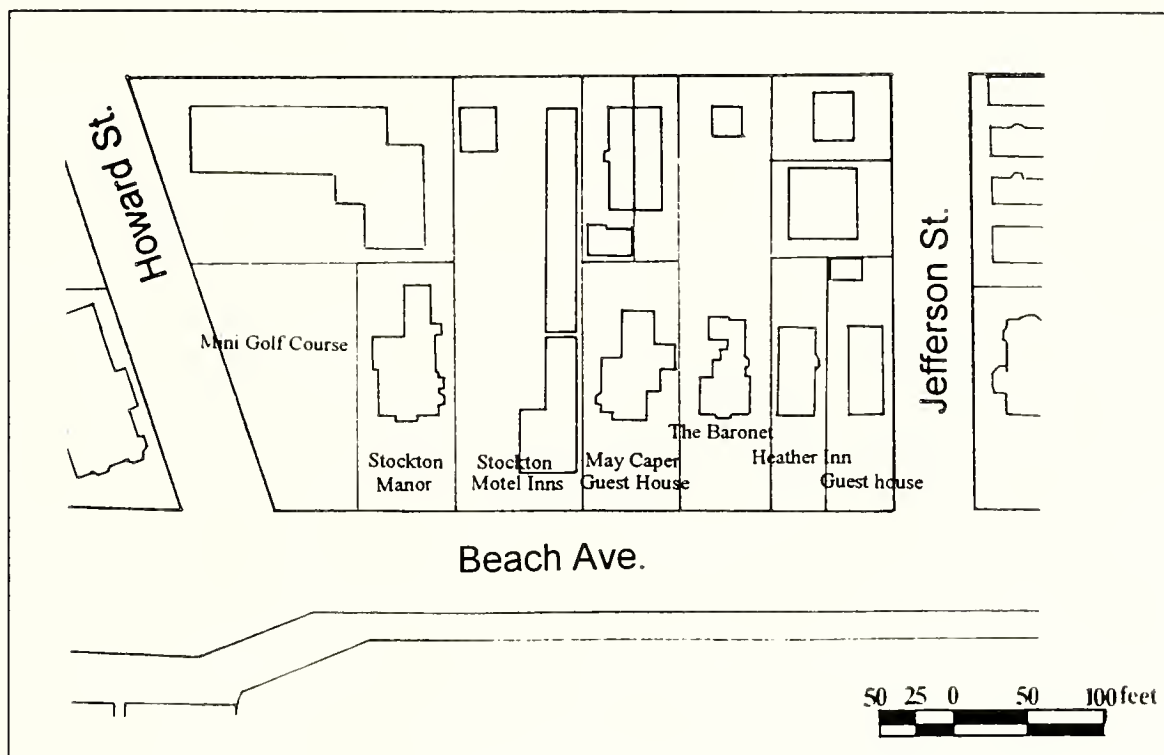 Howard St.
Jefferson St.
Mini Golf Course
The Baronet
Stockton
Manor
Stockton
Motel Inns
May Caper
Guest House
Heather Inn
Guest house
Beach Ave.
50 25 0 50 100 feet